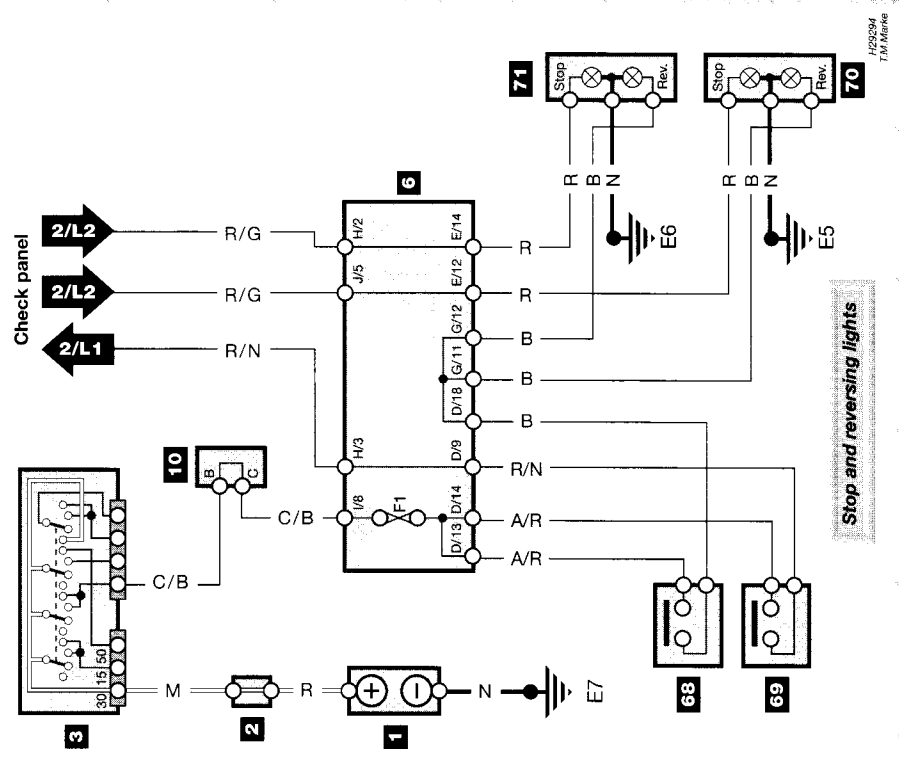 H29294
T.M.Marke
71
Stop
Rev.
70
Stop
Rev.
R
B
N
R
B
N
E6
E5
Check panel
2/L2
2/L2
2/L1
R/G
R/G
R/N
6
H/2
E/14
R
J/5
E/12
R
G/12
B
G/11
B
D/18
B
H/3
D/9
R/N
I/8
F1
D/14
A/R
D/13
A/R
10
B
C
C/B
C/B
3
30
15
50
M
2
R
1
+
−
N
E7
68
69
Stop and reversing lights